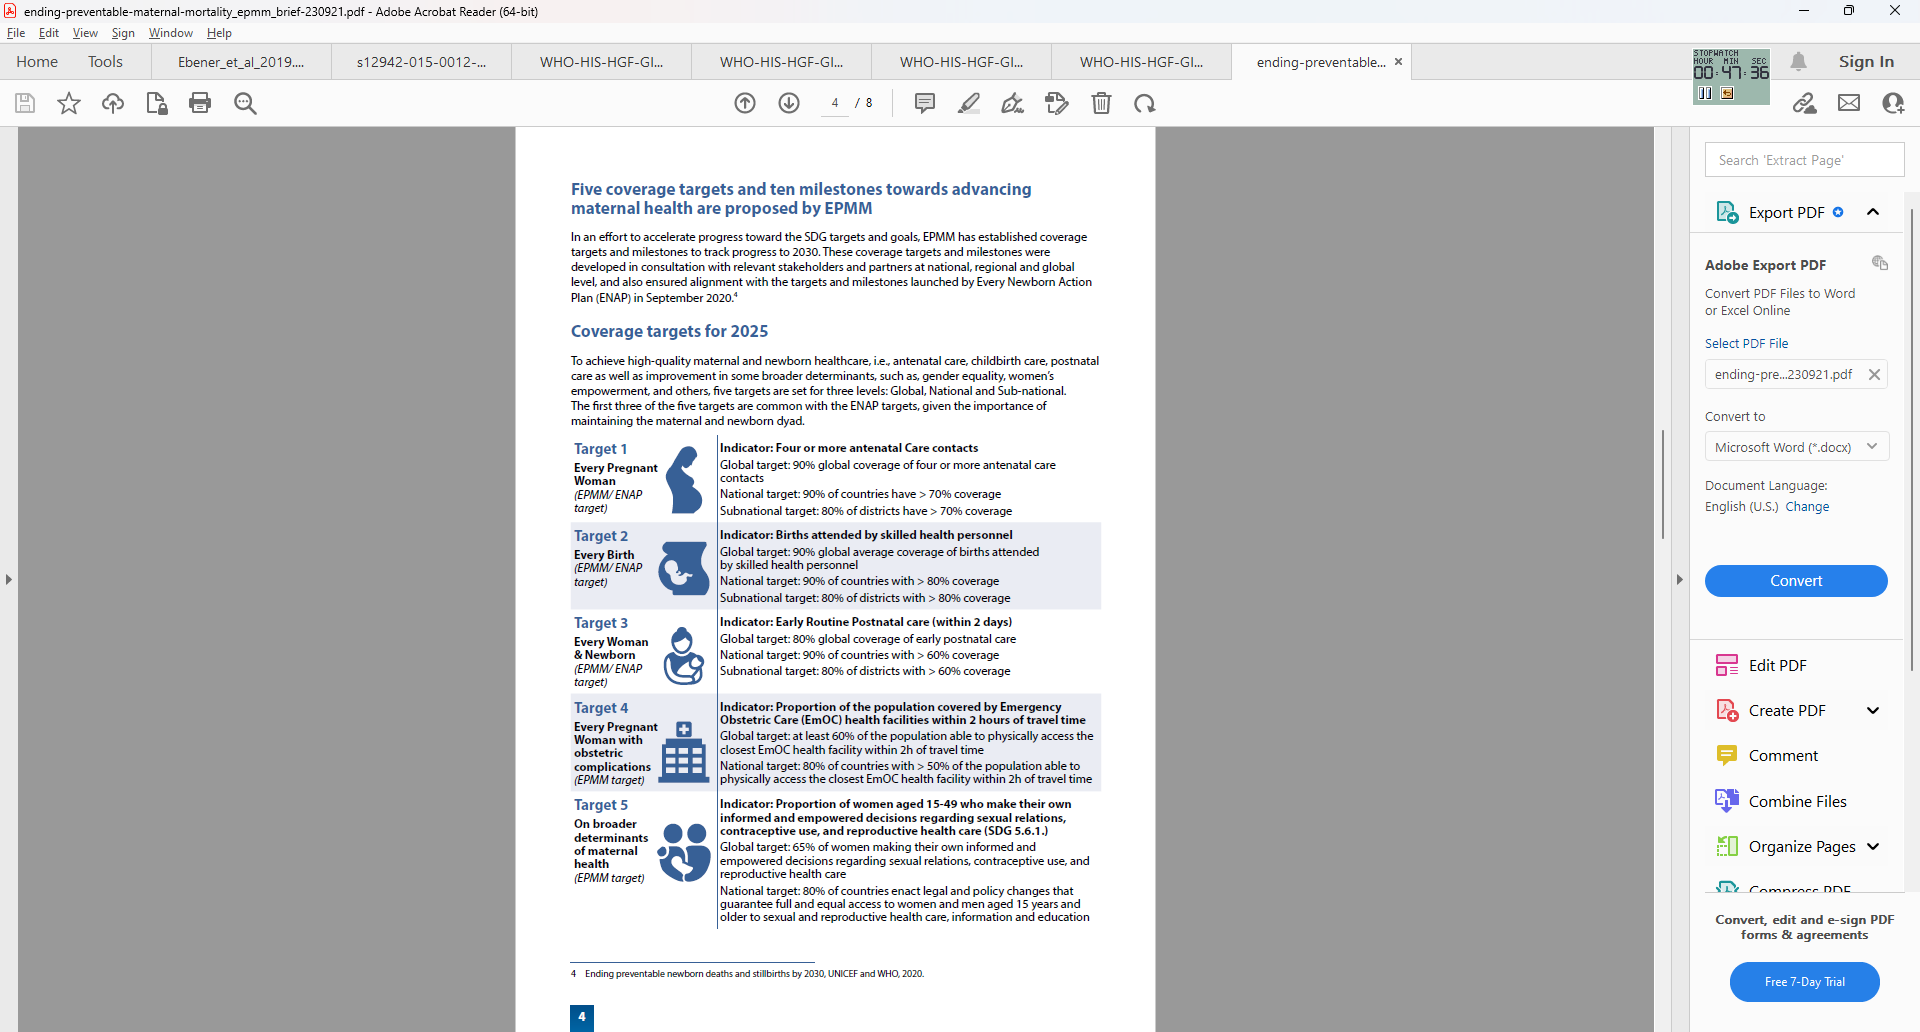 ending-preventable-maternal-mortality_epmm_brief-230921.pdf - Adobe Acrobat Reader (64-bit)
File Edit View Sign Window Help
Home Tools Ebener_et_al_2019.... s12942-015-0012-... WHO-HIS-HGF-GI... WHO-HIS-HGF-GI... WHO-HIS-HGF-GI... WHO-HIS-HGF-GI... ending-preventable... Sign In
STOPWATCH
HOUR MIN SEC
00:47:36
4 / 8
Five coverage targets and ten milestones towards advancing
maternal health are proposed by EPMM
In an effort to accelerate progress toward the SDG targets and goals, EPMM has established coverage
targets and milestones to track progress to 2030. These coverage targets and milestones were
developed in consultation with relevant stakeholders and partners at national, regional and global
level, and also ensured alignment with the targets and milestones launched by Every Newborn Action
Plan (ENAP) in September 2020.4
Coverage targets for 2025
To achieve high-quality maternal and newborn healthcare, i.e., antenatal care, childbirth care, postnatal
care as well as improvement in some broader determinants, such as, gender equality, women's
empowerment, and others, five targets are set for three levels: Global, National and Sub-national.
The first three of the five targets are common with the ENAP targets, given the importance of
maintaining the maternal and newborn dyad.
Target 1
Every Pregnant
Woman
(EPMM/ ENAP
target)
Indicator: Four or more antenatal Care contacts
Global target: 90% global coverage of four or more antenatal care
contacts
National target: 90% of countries have > 70% coverage
Subnational target: 80% of districts have > 70% coverage
Target 2
Every Birth
(EPMM/ ENAP
target)
Indicator: Births attended by skilled health personnel
Global target: 90% global average coverage of births attended
by skilled health personnel
National target: 90% of countries with > 80% coverage
Subnational target: 80% of districts with > 80% coverage
Target 3
Every Woman
& Newborn
(EPMM/ ENAP
target)
Indicator: Early Routine Postnatal care (within 2 days)
Global target: 80% global coverage of early postnatal care
National target: 90% of countries with > 60% coverage
Subnational target: 80% of districts with > 60% coverage
Target 4
Every Pregnant
Woman with
obstetric
complications
(EPMM target)
Indicator: Proportion of the population covered by Emergency
Obstetric Care (EmOC) health facilities within 2 hours of travel time
Global target: at least 60% of the population able to physically access the
closest EmOC health facility within 2h of travel time
National target: 80% of countries with > 50% of the population able to
physically access the closest EmOC health facility within 2h of travel time
Target 5
On broader
determinants
of maternal
health
(EPMM target)
Indicator: Proportion of women aged 15-49 who make their own
informed and empowered decisions regarding sexual relations,
contraceptive use, and reproductive health care (SDG 5.6.1.)
Global target: 65% of women making their own informed and
empowered decisions regarding sexual relations, contraceptive use, and
reproductive health care
National target: 80% of countries enact legal and policy changes that
guarantee full and equal access to women and men aged 15 years and
older to sexual and reproductive health care, information and education
4 Ending preventable newborn deaths and stillbirths by 2030, UNICEF and WHO, 2020.
4
Search 'Extract Page'
Export PDF
Adobe Export PDF
Convert PDF Files to Word
or Excel Online
Select PDF File
ending-pre...230921.pdf
Convert to
Microsoft Word (*.docx)
Document Language:
English (U.S.) Change
Convert
Edit PDF
Create PDF
Comment
Combine Files
Organize Pages
Compress PDF
Convert, edit and e-sign PDF
forms & agreements
Free 7-Day Trial